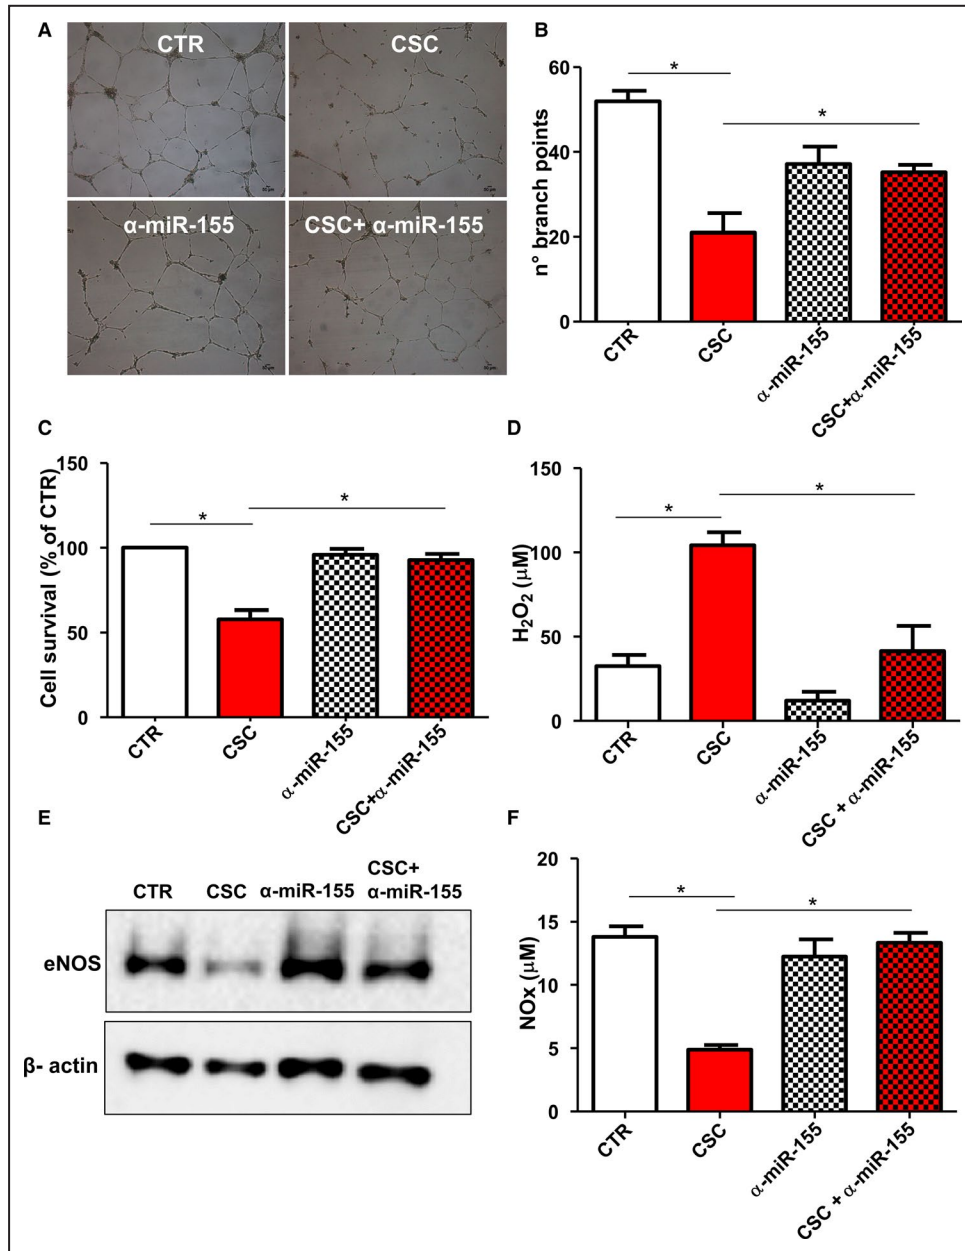 A
CTR
CSC
α-miR-155
CSC+ α-miR-155
B
n° branch points
60
40
20
0
*
*
CTR
CSC
α-miR-155
CSC+α-miR-155
C
Cell survival (% of CTR)
150
100
50
0
*
*
CTR
CSC
α-miR-155
CSC+α-miR-155
D
H₂O₂ (μM)
150
100
50
0
*
*
CTR
CSC
α-miR-155
CSC + α-miR-155
E
CTR
CSC
α-miR-155
CSC+
α-miR-155
eNOS
β- actin
F
NOx (μM)
20
15
10
5
0
*
*
CTR
CSC
α-miR-155
CSC + α-miR-155